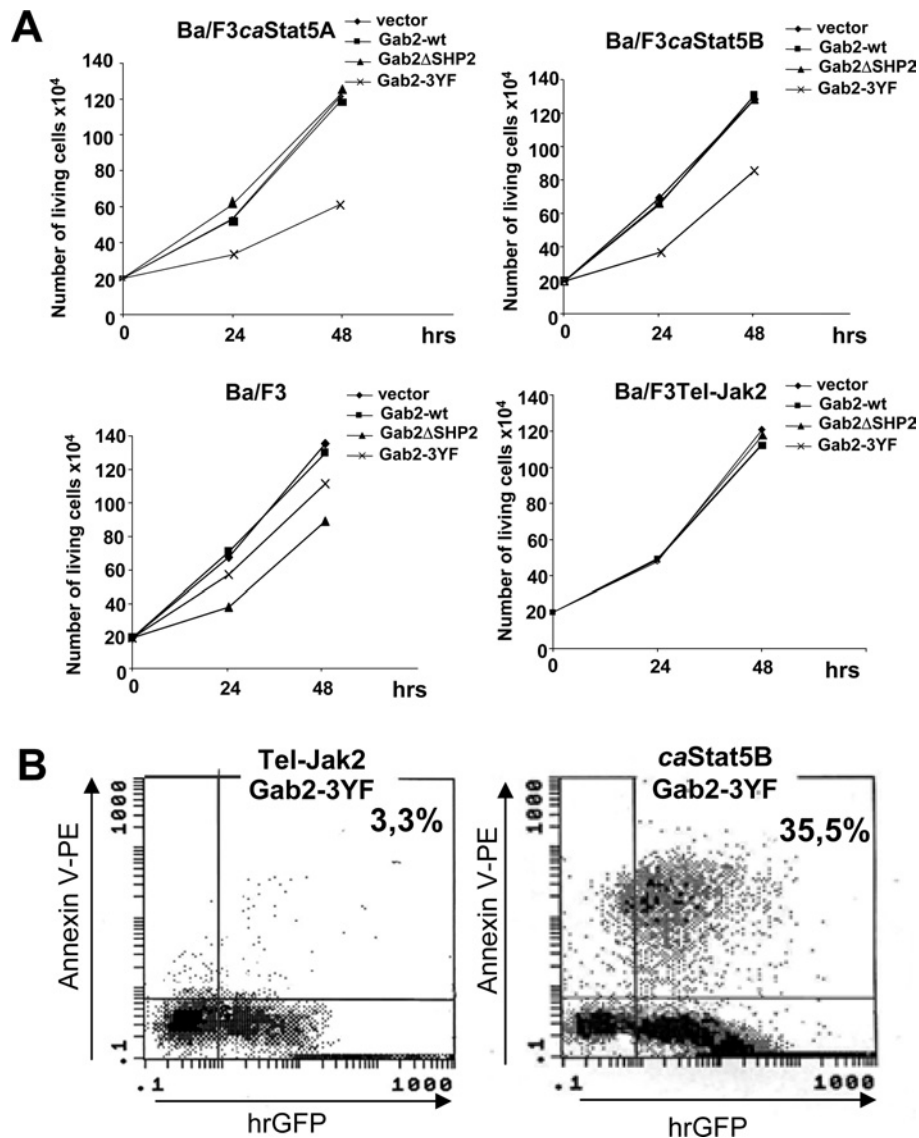 A
Ba/F3caStat5A
vector
Gab2-wt
Gab2ΔSHP2
Gab2-3YF
Number of living cells x10⁴
140
120
100
80
60
40
20
0
0 24 48 hrs
Ba/F3caStat5B
vector
Gab2-wt
Gab2ΔSHP2
Gab2-3YF
Number of living cells x10⁴
140
120
100
80
60
40
20
0
0 24 48 hrs
Ba/F3
vector
Gab2-wt
Gab2ΔSHP2
Gab2-3YF
Number of living cells x10⁴
140
120
100
80
60
40
20
0
0 24 48 hrs
Ba/F3Tel-Jak2
vector
Gab2-wt
Gab2ΔSHP2
Gab2-3YF
Number of living cells x10⁴
140
120
100
80
60
40
20
0
0 24 48 hrs
B
Tel-Jak2
Gab2-3YF
3,3%
Annexin V-PE
1000
.1
.1 1000
hrGFP
caStat5B
Gab2-3YF
35,5%
Annexin V-PE
1000
.1
.1 1000
hrGFP